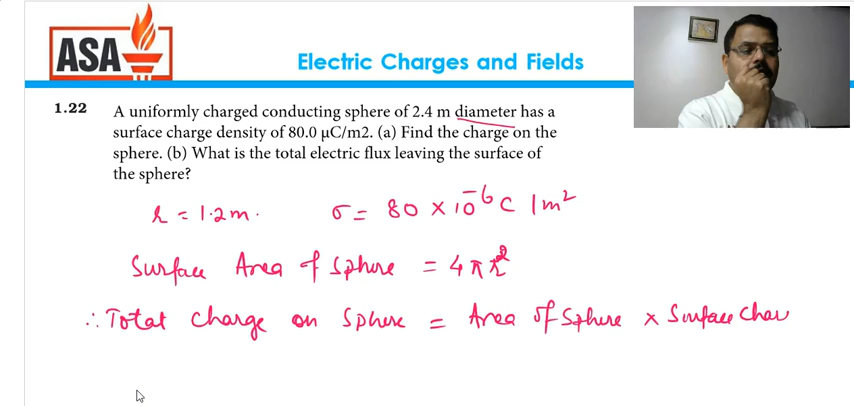 ASA
Electric Charges and Fields
1.22 A uniformly charged conducting sphere of 2.4 m diameter has a
surface charge density of 80.0 μC/m2. (a) Find the charge on the
sphere. (b) What is the total electric flux leaving the surface of
the sphere?
r = 1.2m. σ = 80 × 10⁻⁶ C / m²
Surface Area of Sphere = 4πr²
∴ Total Charge on Sphere = Area of Sphere × Surface Char